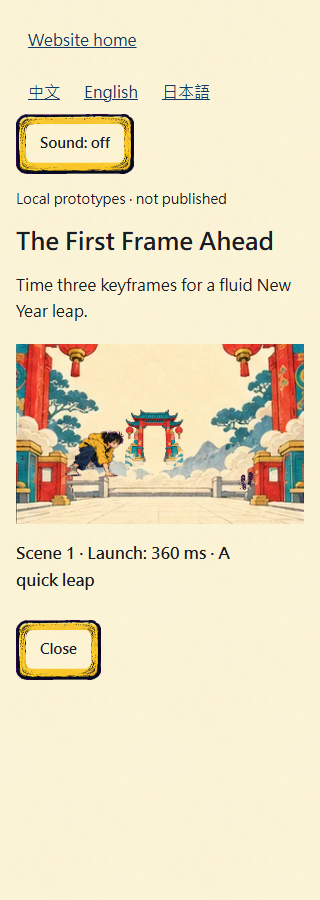 Website home
中文 English 日本語
Sound: off
Local prototypes · not published
The First Frame Ahead
Time three keyframes for a fluid New
Year leap.
Scene 1 · Launch: 360 ms · A
quick leap
Close